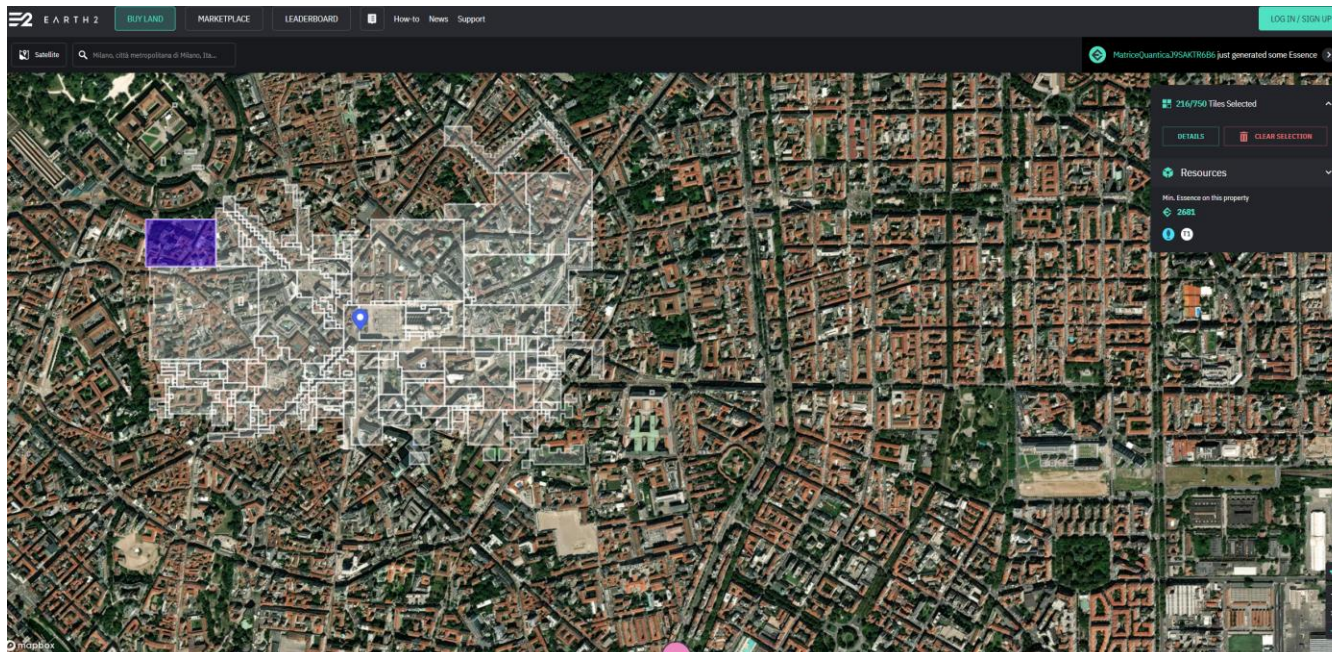 E2 EARTH 2 BUY LAND MARKETPLACE LEADERBOARD How-to News Support LOG IN / SIGN UP
Satellite Milano, città metropolitana di Milano, Ita... MatriceQuanticaJ9SAKTR6B6 just generated some Essence
216/750 Tiles Selected
DETAILS CLEAR SELECTION
Resources
Min. Essence on this property
2681
T1
mapbox